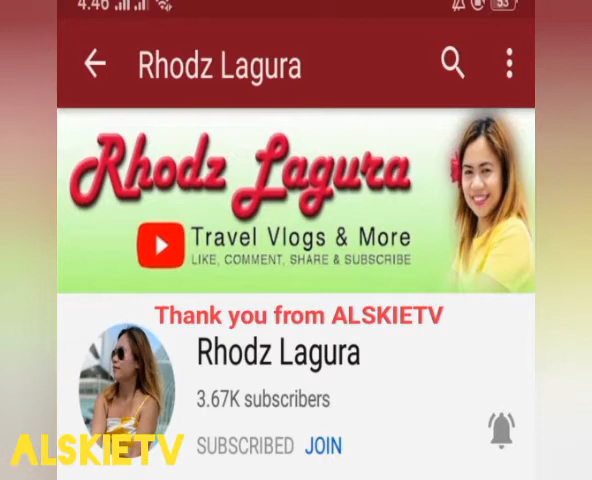 4:46
53
Rhodz Lagura
Rhodz Lagura
Travel Vlogs & More
LIKE, COMMENT, SHARE & SUBSCRIBE
Thank you from ALSKIETV
Rhodz Lagura
3.67K subscribers
SUBSCRIBED JOIN
ALSKIETV